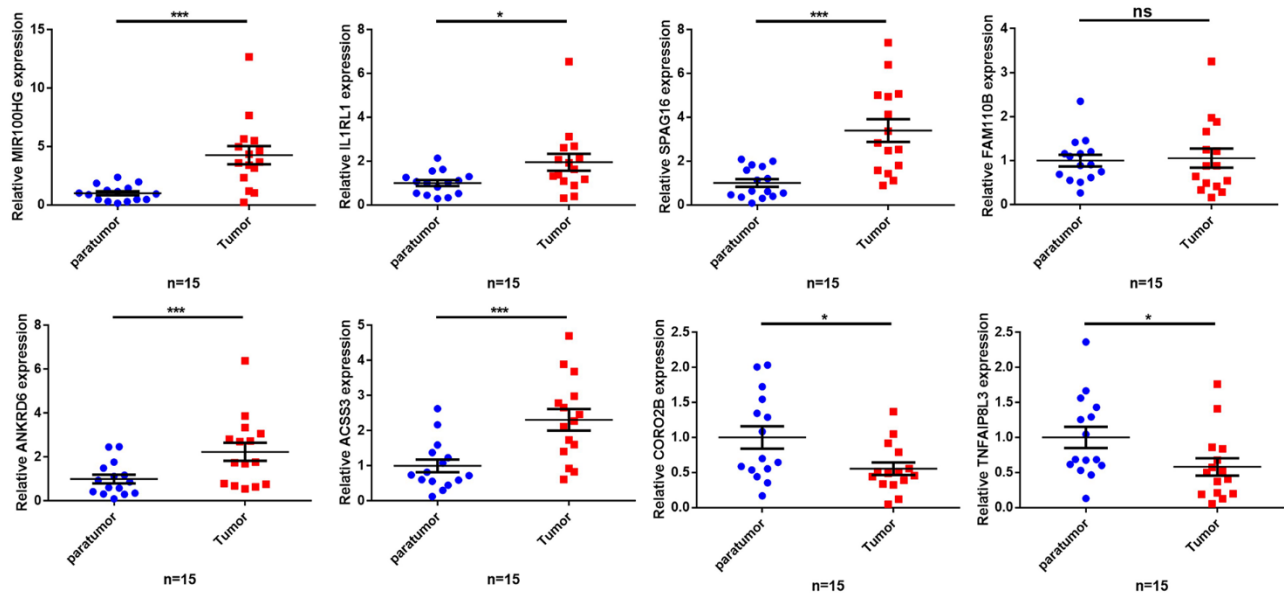 ***
Relative MIR100HG expression
15
10
5
0
paratumor
Tumor
n=15
*
Relative IL1RL1 expression
8
6
4
2
0
paratumor
Tumor
n=15
***
Relative SPAG16 expression
8
6
4
2
0
paratumor
Tumor
n=15
ns
Relative FAM110B expression
4
3
2
1
0
paratumor
Tumor
n=15
***
Relative ANKRD6 expression
8
6
4
2
0
paratumor
Tumor
n=15
***
Relative ACSS3 expression
5
4
3
2
1
0
paratumor
Tumor
n=15
*
Relative CORO2B expression
2.5
2.0
1.5
1.0
0.5
0.0
paratumor
Tumor
n=15
*
Relative TNFAIP8L3 expression
2.5
2.0
1.5
1.0
0.5
0.0
paratumor
Tumor
n=15